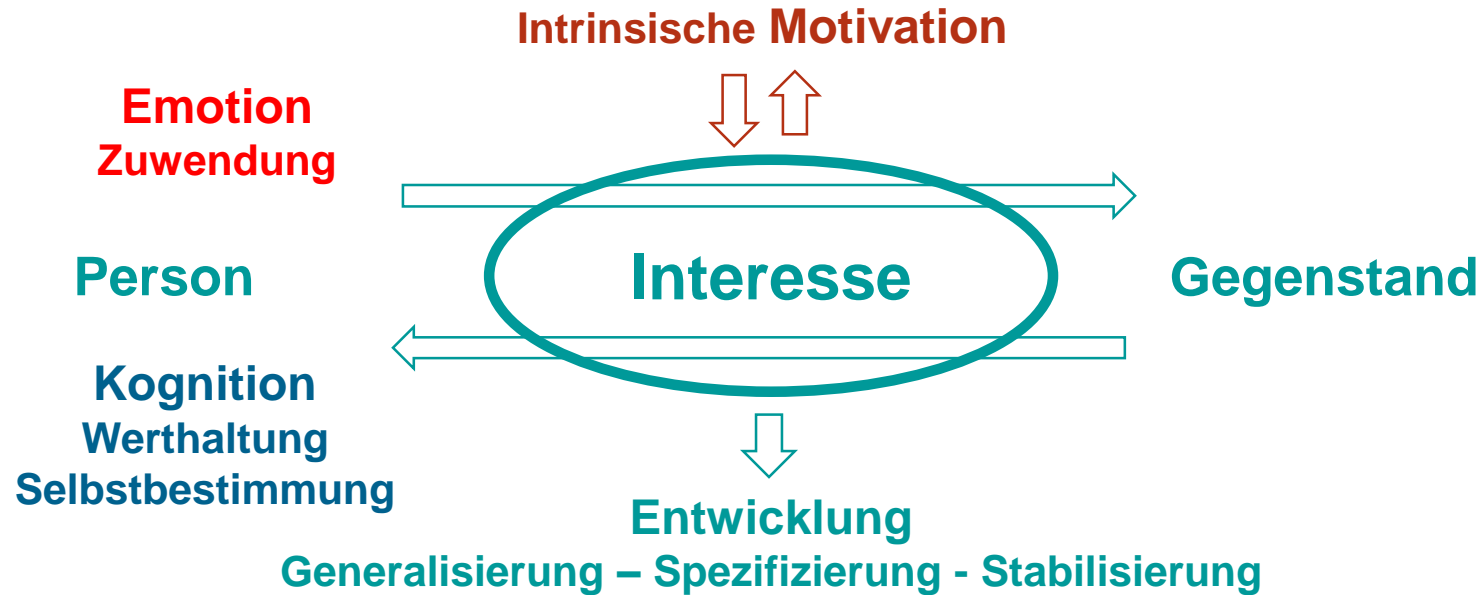 Intrinsische Motivation
Emotion
Zuwendung
Person
Interesse
Gegenstand
Kognition
Werthaltung
Selbstbestimmung
Entwicklung
Generalisierung – Spezifizierung - Stabilisierung